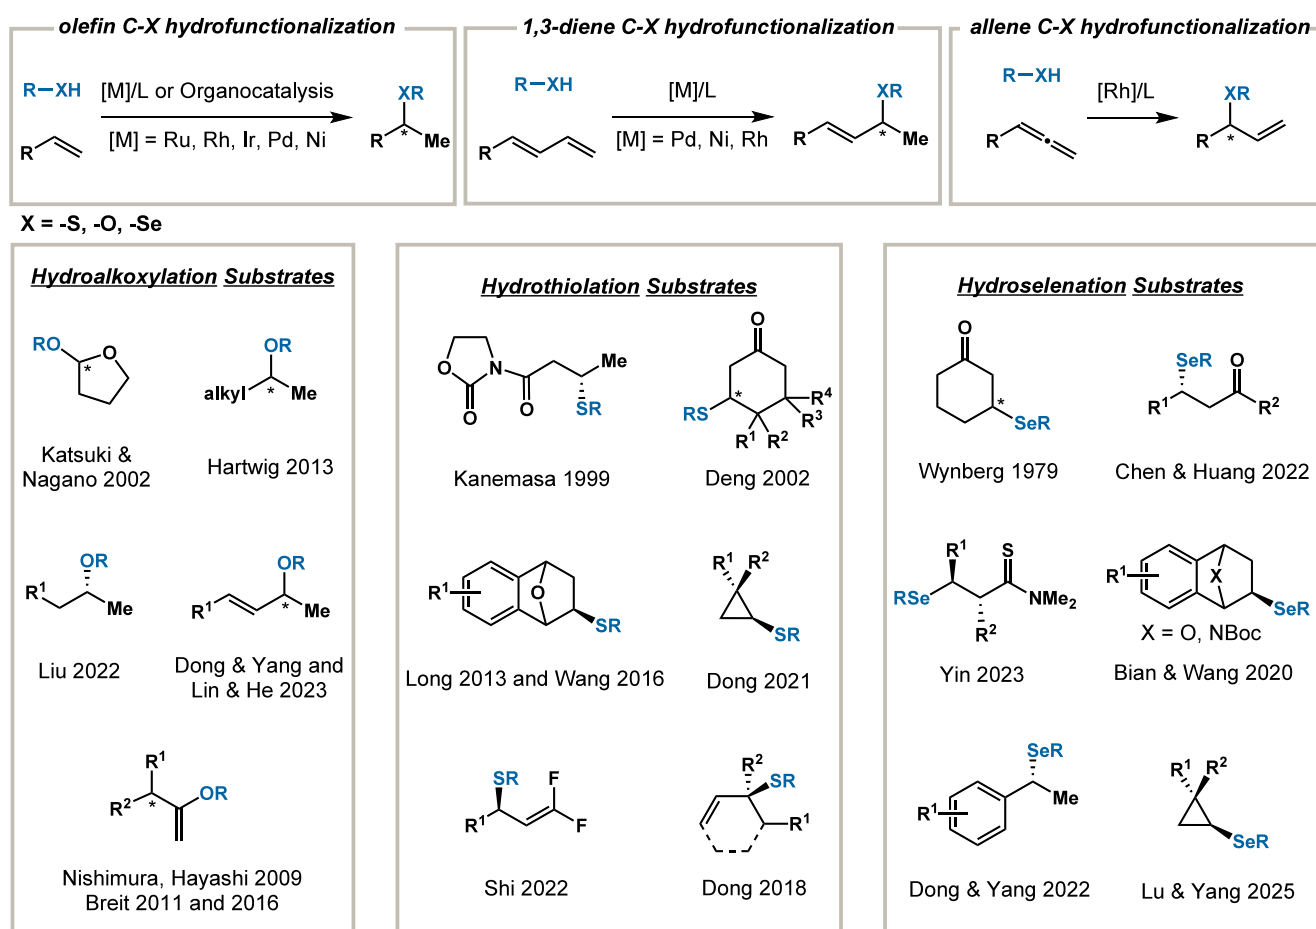 olefin C-X hydrofunctionalization
R–XH
[M]/L or Organocatalysis
[M] = Ru, Rh, Ir, Pd, Ni
R
XR
R
*
Me
1,3-diene C-X hydrofunctionalization
R–XH
[M]/L
[M] = Pd, Ni, Rh
R
XR
R
*
Me
allene C-X hydrofunctionalization
R–XH
[Rh]/L
R
XR
R
*
X = -S, -O, -Se
Hydroalkoxylation Substrates
RO
O
*
Katsuki &
Nagano 2002
OR
alkyl
*
Me
Hartwig 2013
OR
R¹
Me
Liu 2022
OR
R¹
*
Me
Dong & Yang and
Lin & He 2023
R¹
R²
*
OR
Nishimura, Hayashi 2009
Breit 2011 and 2016
Hydrothiolation Substrates
O
N
O
O
Me
SR
Kanemasa 1999
O
RS
*
R⁴
R³
R¹
R²
Deng 2002
R¹
O
SR
Long 2013 and Wang 2016
R¹
R²
SR
Dong 2021
SR
R¹
F
F
Shi 2022
R²
SR
R¹
Dong 2018
Hydroselenation Substrates
O
*
SeR
Wynberg 1979
SeR
O
R¹
R²
Chen & Huang 2022
R¹
S
RSe
NMe₂
R²
Yin 2023
R¹
X
SeR
X = O, NBoc
Bian & Wang 2020
SeR
R¹
Me
Dong & Yang 2022
R¹
R²
SeR
Lu & Yang 2025